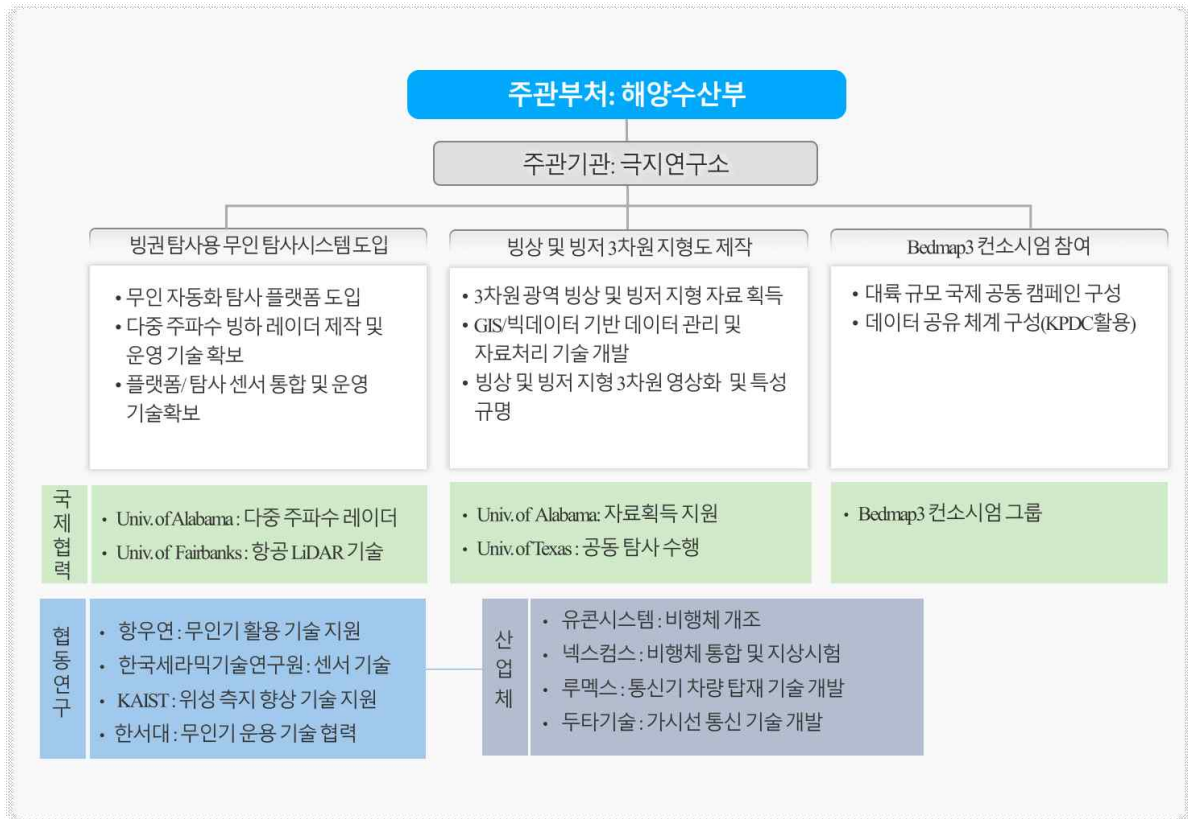 주관부처: 해양수산부
주관기관: 극지연구소
빙권탐사용 무인 탐사시스템 도입
• 무인 자동화 탐사 플랫폼 도입
• 다중 주파수 빙하 레이더 제작 및
운영 기술 확보
• 플랫폼/탐사 센서 통합 및 운영
기술확보
빙상 및 빙저 3차원 지형도 제작
• 3차원 광역 빙상 및 빙저 지형 자료 획득
• GIS/빅데이터 기반 데이터 관리 및
자료처리 기술 개발
• 빙상 및 빙저 지형 3차원 영상화 및 특성
규명
Bedmap3 컨소시엄 참여
• 대륙 규모 국제 공동 캠페인 구성
• 데이터 공유 체계 구성(KPDC활용)
국
제
협
력
• Univ. of Alabama : 다중 주파수 레이더
• Univ. of Fairbanks : 항공 LiDAR 기술
• Univ. of Alabama: 자료획득 지원
• Univ. of Texas : 공동 탐사 수행
• Bedmap3 컨소시엄 그룹
협
동
연
구
• 항우연 : 무인기 활용 기술 지원
• 한국세라믹기술연구원 : 센서 기술
• KAIST : 위성 측지 향상 기술 지원
• 한서대 : 무인기 운용 기술 협력
산
업
체
• 유콘시스템 : 비행체 개조
• 넥스컴스 : 비행체 통합 및 지상시험
• 루멕스 : 통신기 차량 탑재 기술 개발
• 두타기술 : 가시선 통신 기술 개발